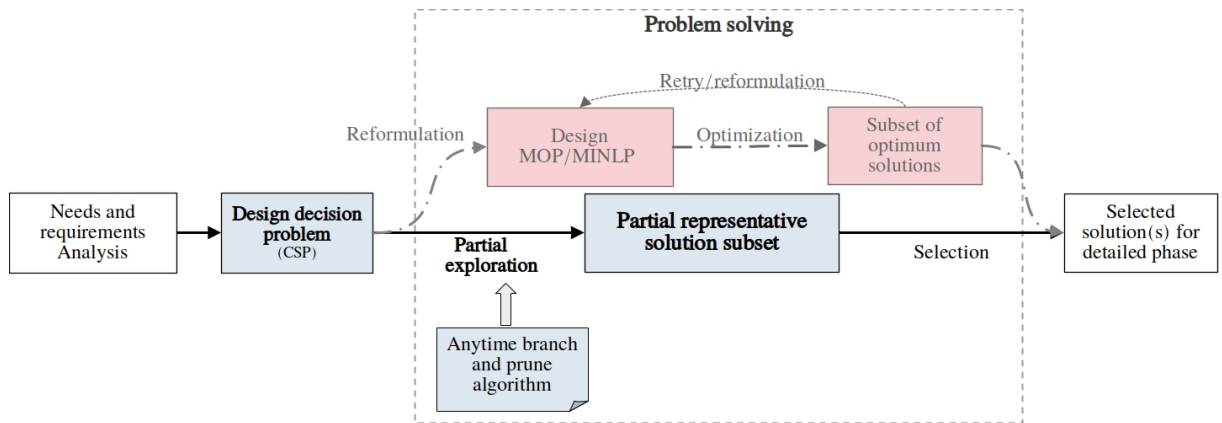 Problem solving
Retry/reformulation
Reformulation
Design
MOP/MINLP
Optimization
Subset of
optimum
solutions
Needs and
requirements
Analysis
Design decision
problem
(CSP)
Partial
exploration
Partial representative
solution subset
Selection
Selected
solution(s) for
detailed phase
Anytime branch
and prune
algorithm